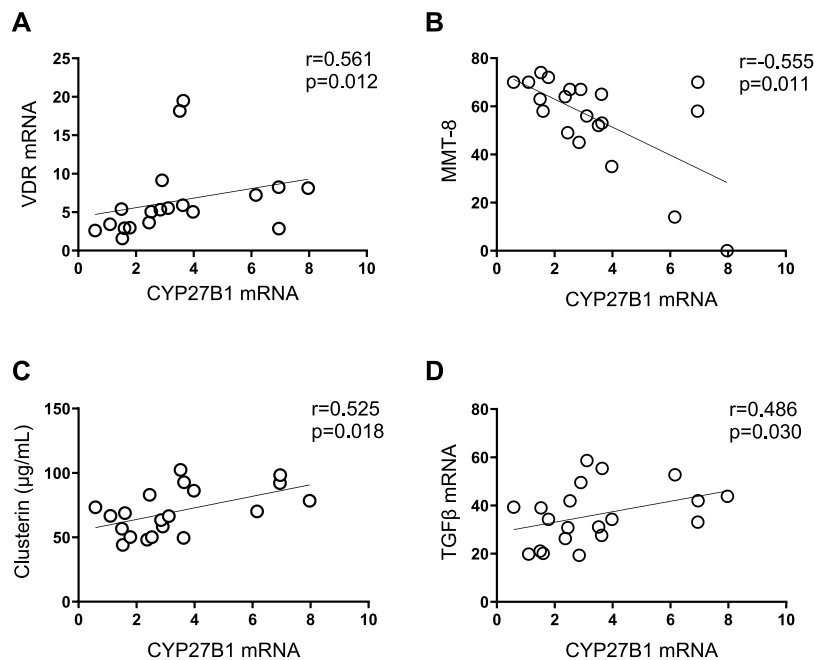 A
r=0.561
p=0.012
VDR mRNA
25
20
15
10
5
0
0 2 4 6 8 10
CYP27B1 mRNA
B
r=-0.555
p=0.011
MMT-8
80
60
40
20
0
0 2 4 6 8 10
CYP27B1 mRNA
C
r=0.525
p=0.018
Clusterin (µg/mL)
150
100
50
0
0 2 4 6 8 10
CYP27B1 mRNA
D
r=0.486
p=0.030
TGFβ mRNA
80
60
40
20
0
0 2 4 6 8 10
CYP27B1 mRNA